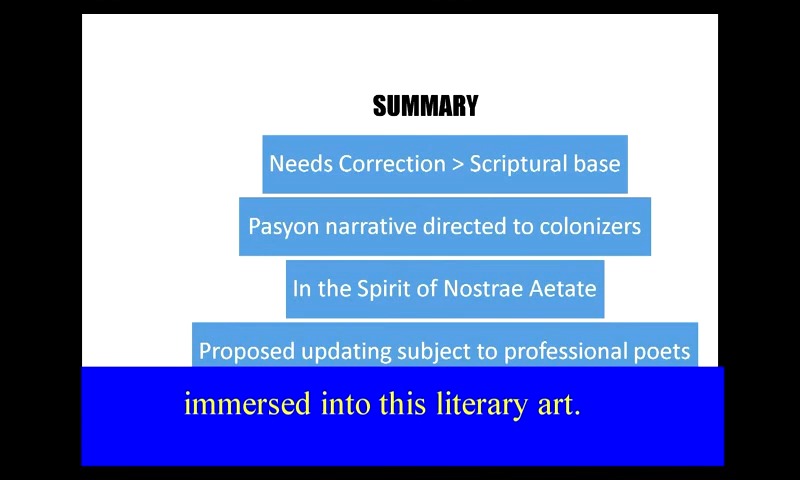 SUMMARY
Needs Correction > Scriptural base
Pasyon narrative directed to colonizers
In the Spirit of Nostrae Aetate
Proposed updating subject to professional poets
immersed into this literary art.